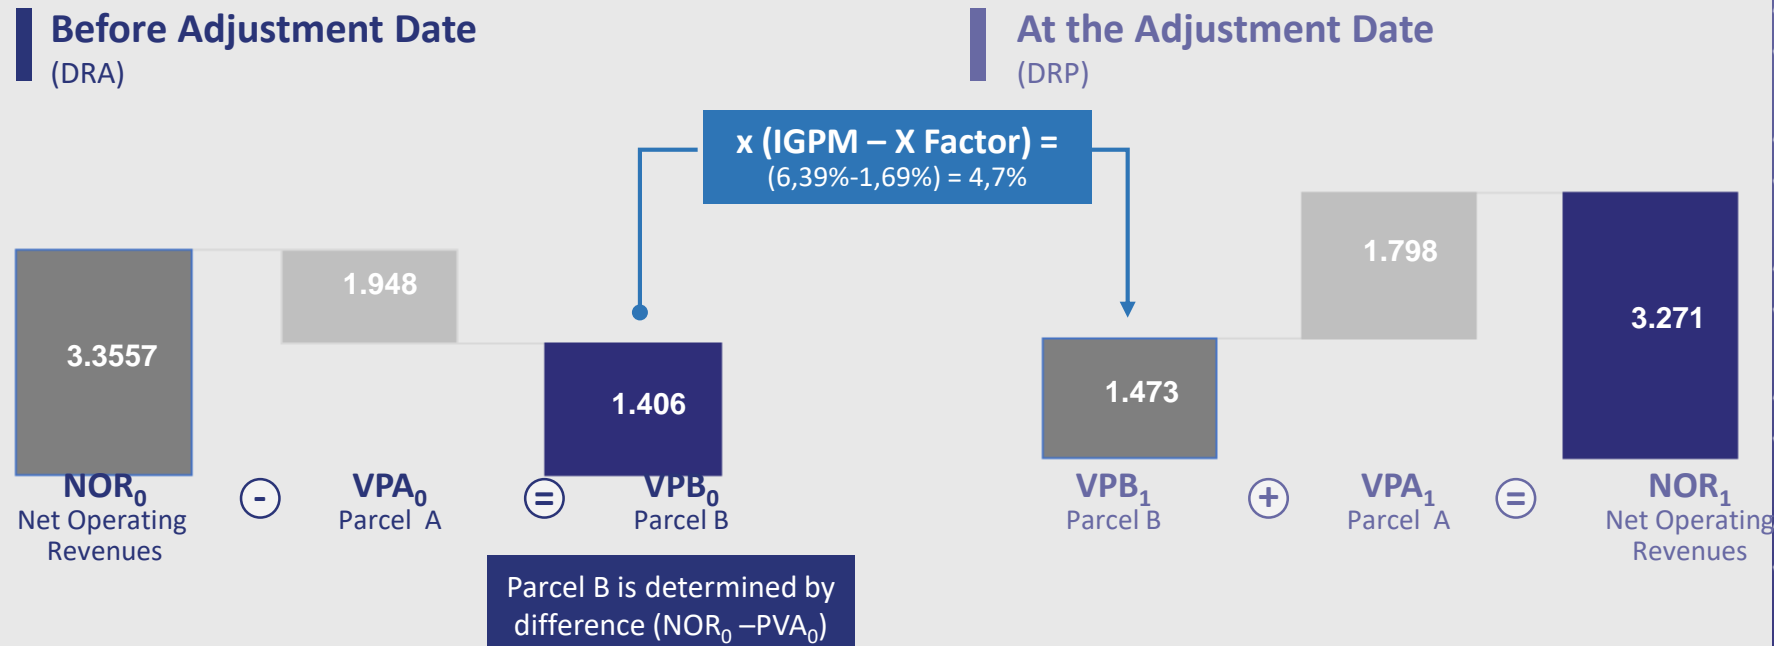 Before Adjustment Date
(DRA)
At the Adjustment Date
(DRP)
x (IGPM – X Factor) =
(6,39%-1,69%) = 4,7%
3.3557
1.948
1.406
1.473
1.798
3.271
NOR₀
Net Operating
Revenues
-
VPA₀
Parcel A
=
VPB₀
Parcel B
VPB₁
Parcel B
+
VPA₁
Parcel A
=
NOR₁
Net Operating
Revenues
Parcel B is determined by
difference (NOR₀ –PVA₀)